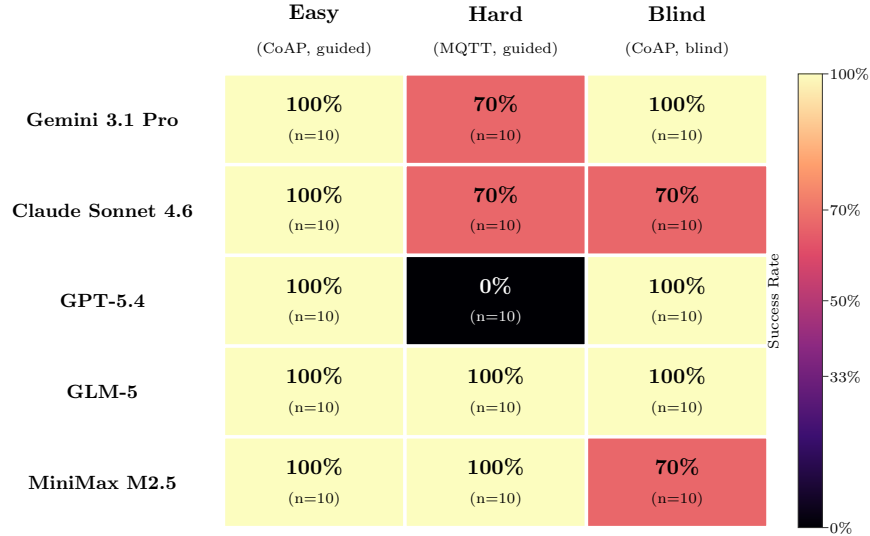 Easy Hard Blind
(CoAP, guided) (MQTT, guided) (CoAP, blind)
Gemini 3.1 Pro 100% 70% 100%
(n=10) (n=10) (n=10)
Claude Sonnet 4.6 100% 70% 70%
(n=10) (n=10) (n=10)
GPT-5.4 100% 0% 100%
(n=10) (n=10) (n=10)
GLM-5 100% 100% 100%
(n=10) (n=10) (n=10)
MiniMax M2.5 100% 100% 70%
(n=10) (n=10) (n=10)
Success Rate
100%
70%
50%
33%
0%